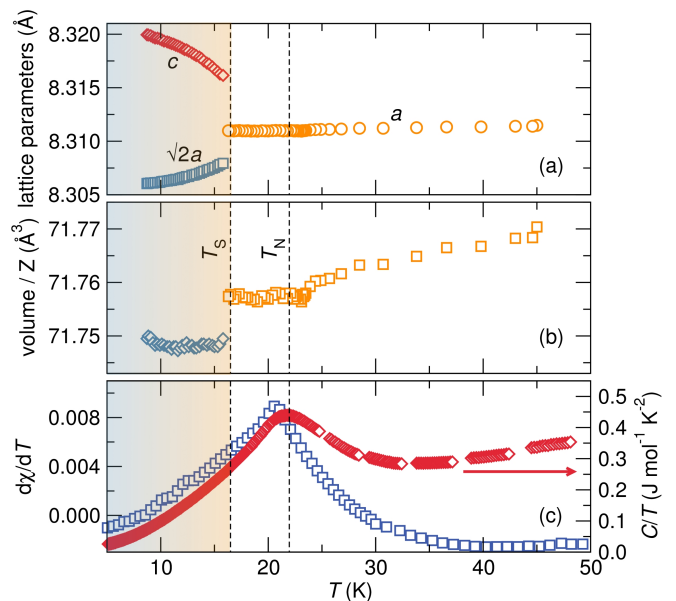 lattice parameters (Å)
8.320
8.315
8.310
8.305
c
√2a
a
(a)
volume / Z (Å³)
71.77
71.76
71.75
T_S
T_N
(b)
dχ/dT
0.008
0.004
0.000
0.5
0.4
0.3
0.2
0.1
0.0
C/T (J mol⁻¹ K⁻²)
(c)
10
20
30
40
50
T (K)